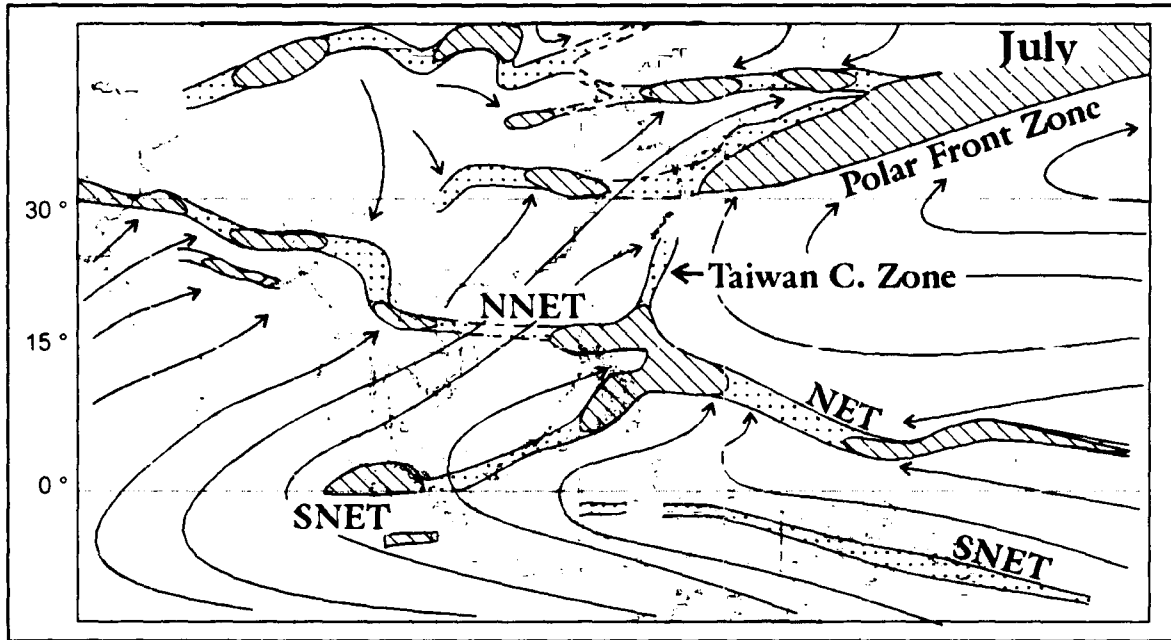 July
Polar Front Zone
30°
Taiwan C. Zone
NNET
15°
NET
0°
SNET
SNET